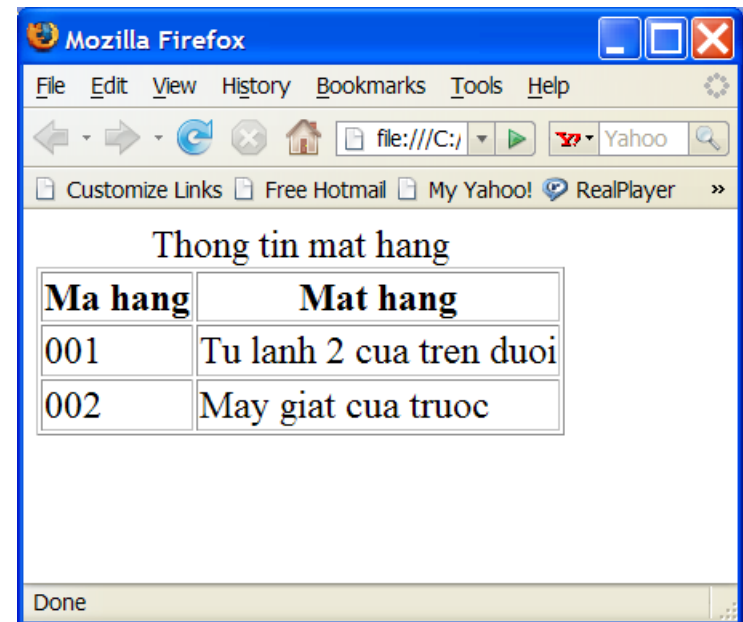 Mozilla Firefox
File Edit View History Bookmarks Tools Help
file:///C:/ Yahoo
Customize Links Free Hotmail My Yahoo! RealPlayer »
Thong tin mat hang
Ma hang Mat hang
001 Tu lanh 2 cua tren duoi
002 May giat cua truoc
Done